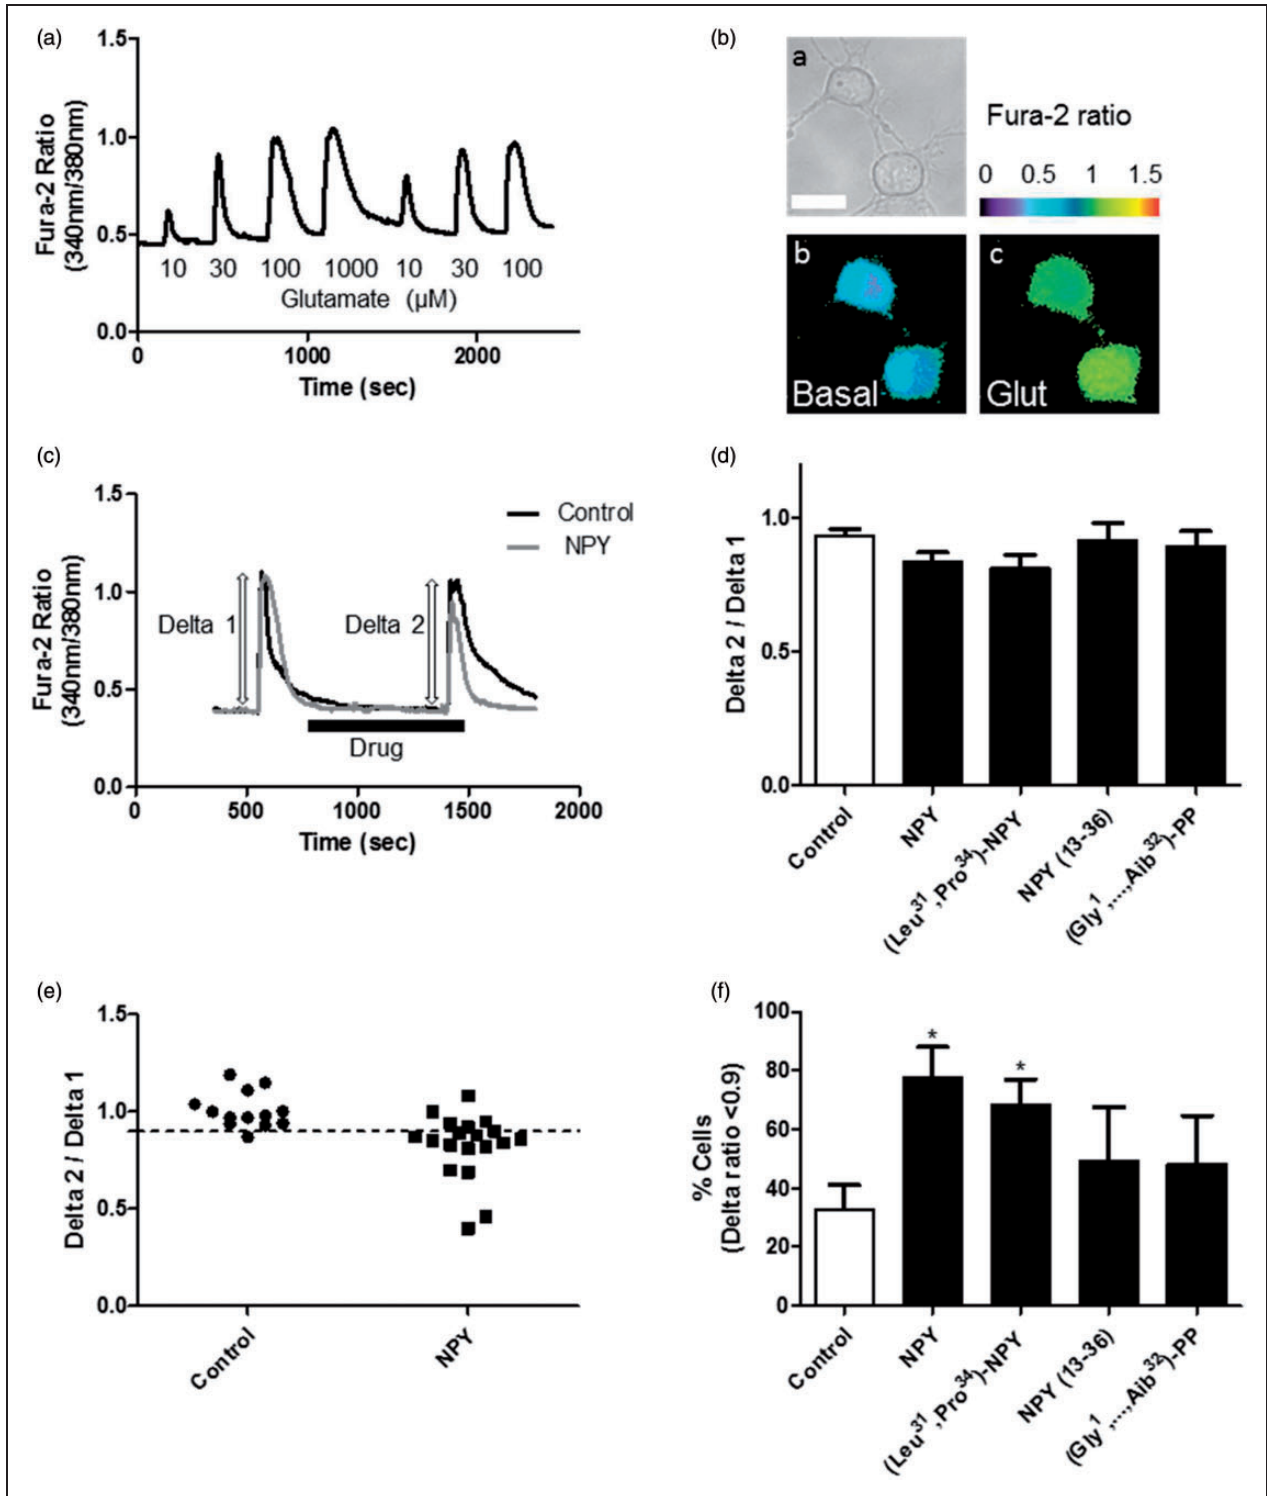 (a)
1.5
1.0
0.5
0.0
Fura-2 Ratio
(340nm/380nm)
10 30 100 1000 10 30 100
Glutamate (µM)
0 1000 2000
Time (sec)
(b)
a
Fura-2 ratio
0 0.5 1 1.5
b
Basal
c
Glut
(c)
1.5
1.0
0.5
0.0
Fura-2 Ratio
(340nm/380nm)
Control
NPY
Delta 1
Delta 2
Drug
0 500 1000 1500 2000
Time (sec)
(d)
1.0
0.5
0.0
Delta 2 / Delta 1
Control
NPY
(Leu³¹,Pro³⁴)-NPY
NPY (13-36)
(Gly¹,...,Aib³²)-PP
(e)
1.5
1.0
0.5
0.0
Delta 2 / Delta 1
Control
NPY
(f)
100
80
60
40
20
0
% Cells
(Delta ratio <0.9)
*
*
Control
NPY
(Leu³¹,Pro³⁴)-NPY
NPY (13-36)
(Gly¹,...,Aib³²)-PP